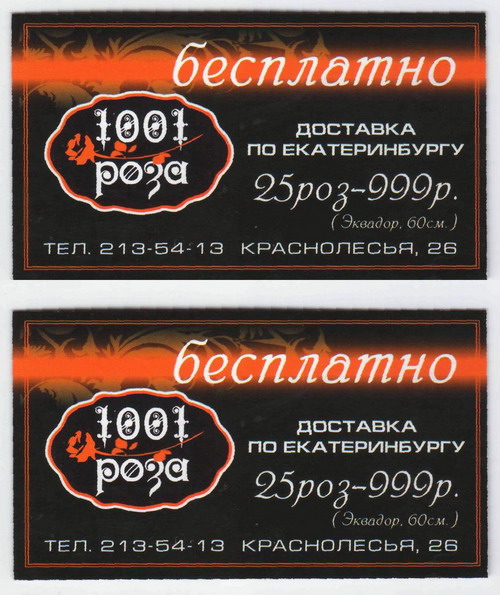 бесплатно
1001
роза
ДОСТАВКА
ПО ЕКАТЕРИНБУРГУ
25роз-999р.
(Эквадор, 60см.)
ТЕЛ. 213-54-13 КРАСНОЛЕСЬЯ, 26
бесплатно
1001
роза
ДОСТАВКА
ПО ЕКАТЕРИНБУРГУ
25роз-999р.
(Эквадор, 60см.)
ТЕЛ. 213-54-13 КРАСНОЛЕСЬЯ, 26